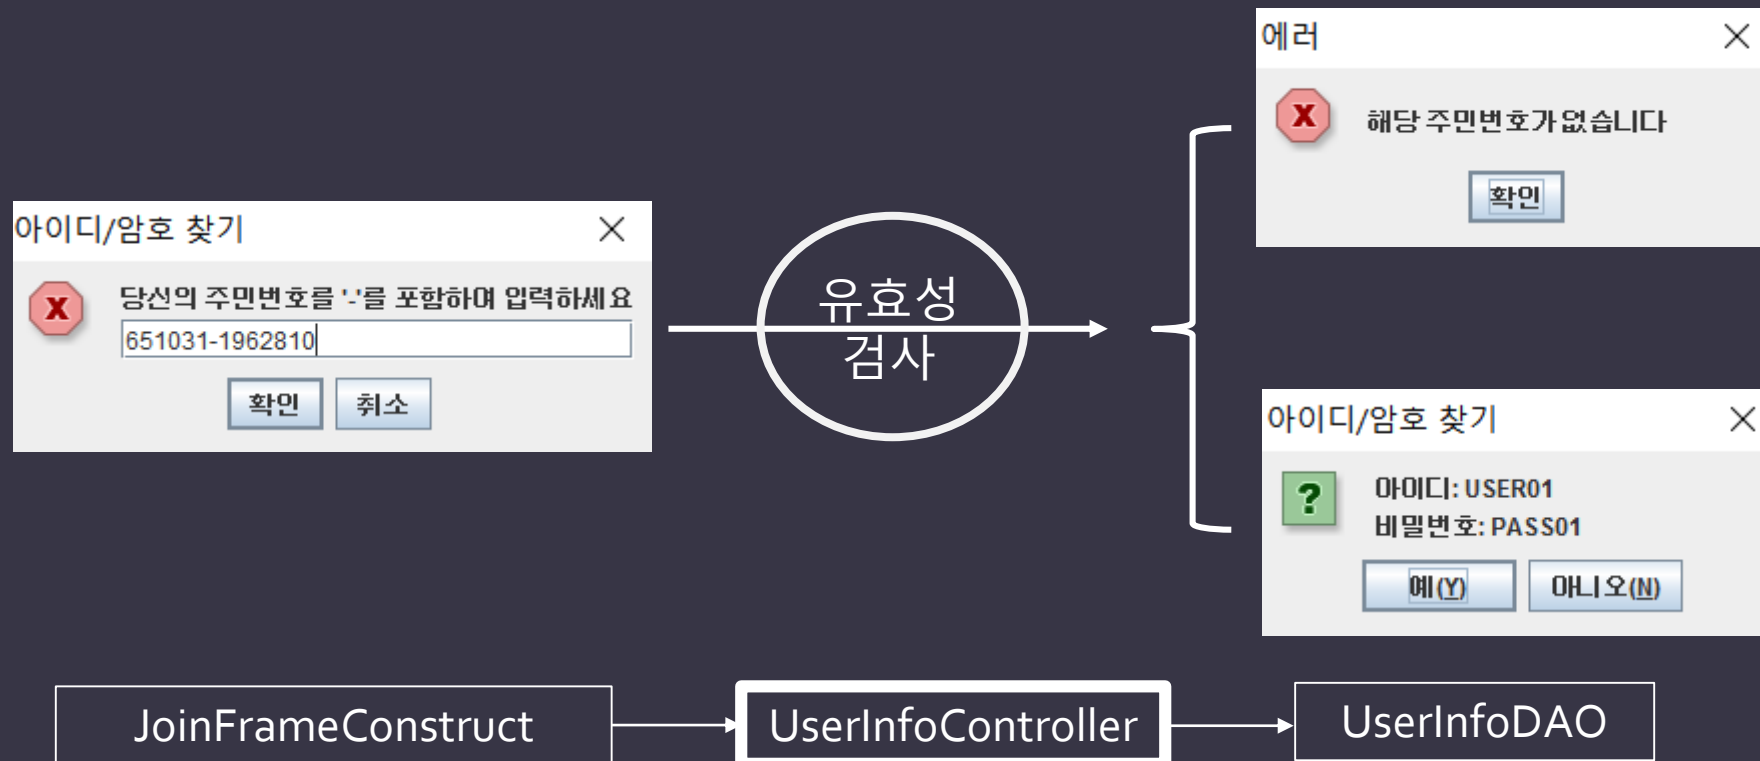 아이디/암호 찾기
당신의 주민번호를 '-'를 포함하여 입력하세요
651031-1962810
확인 취소
유효성
검사
에러
해당 주민번호가 없습니다
확인
아이디/암호 찾기
아이디: USER01
비밀번호: PASS01
예(Y) 아니오(N)
JoinFrameConstruct
UserInfoController
UserInfoDAO